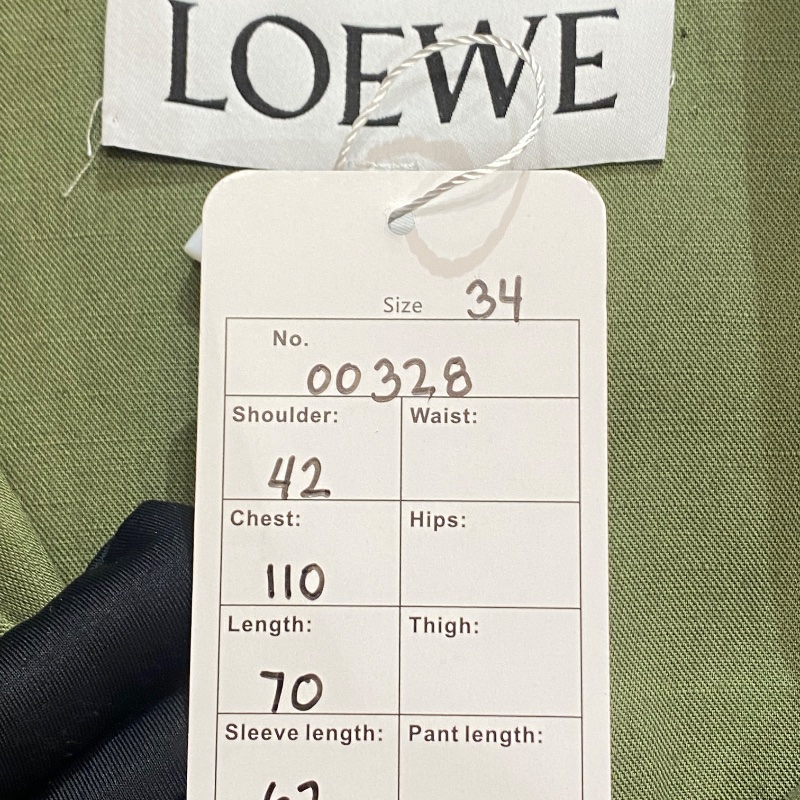 LOEWE
Size 34
No.
00328
Shoulder: Waist:
42
Chest: Hips:
110
Length: Thigh:
70
Sleeve length: Pant length: